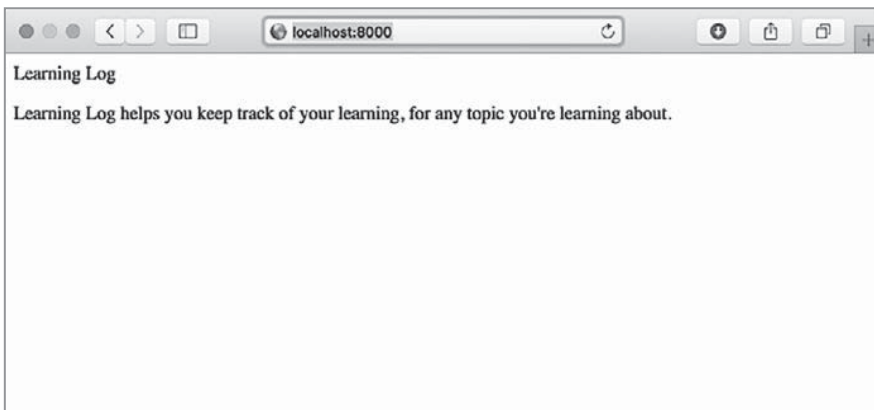 localhost:8000
Learning Log
Learning Log helps you keep track of your learning, for any topic you're learning about.